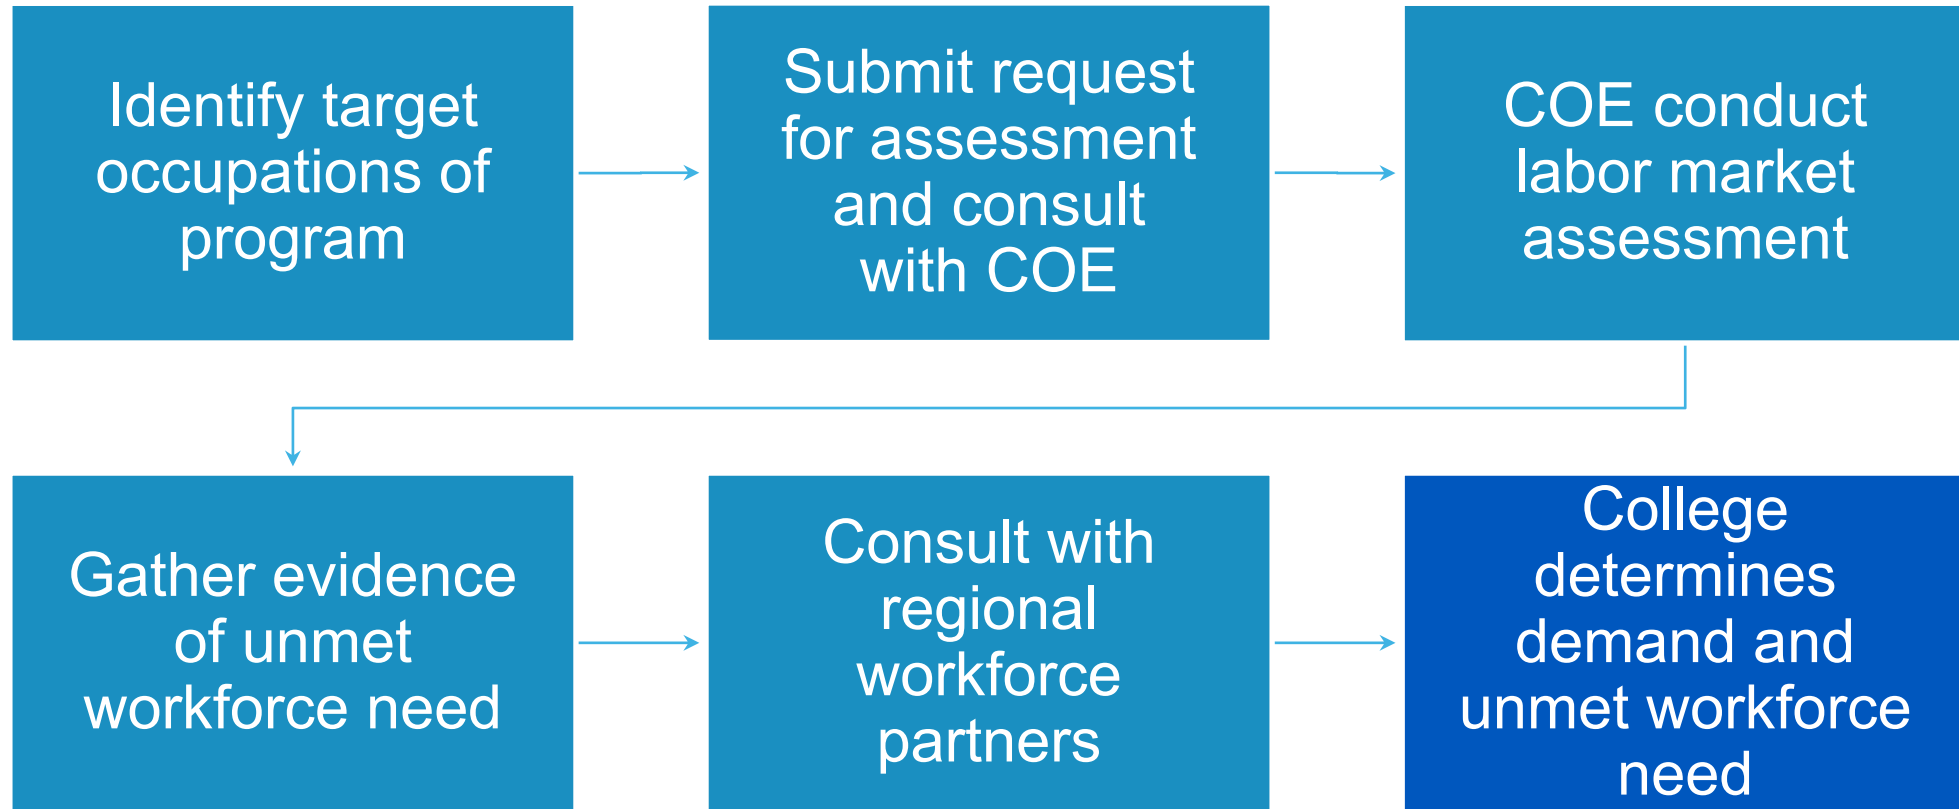 Identify target
occupations of
program
Submit request
for assessment
and consult
with COE
COE conduct
labor market
assessment
Gather evidence
of unmet
workforce need
Consult with
regional
workforce
partners
College
determines
demand and
unmet workforce
need